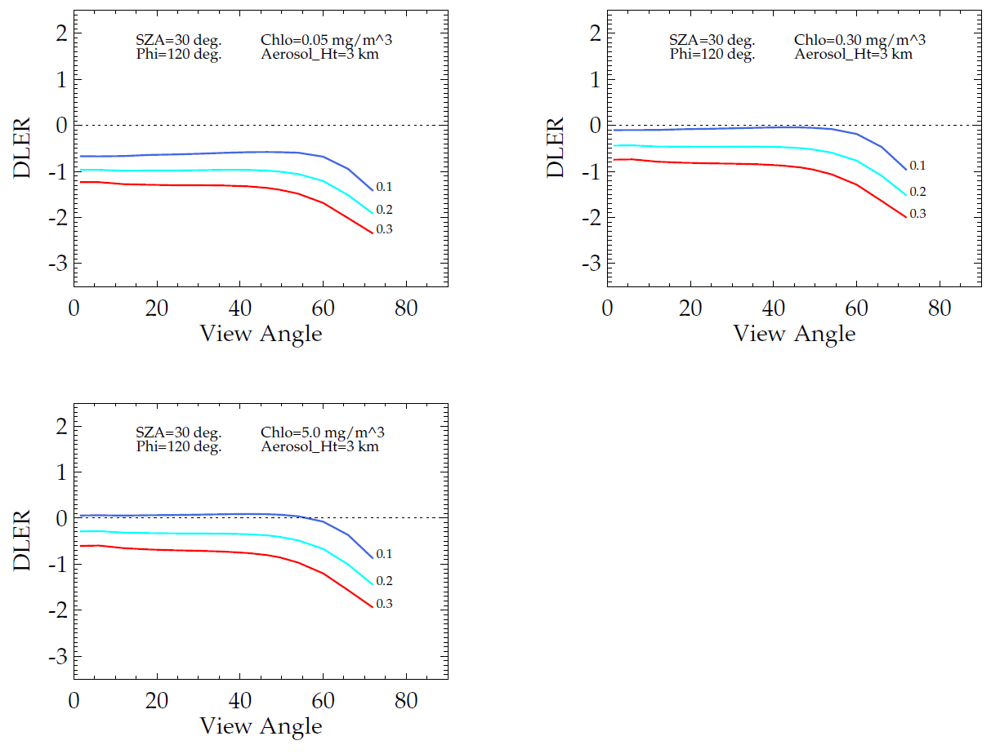 SZA=30 deg. Chlo=0.05 mg/m^3
Phi=120 deg. Aerosol_Ht=3 km
2
1
0
-1
-2
-3
DLER
0.1
0.2
0.3
0 20 40 60 80
View Angle
SZA=30 deg. Chlo=0.30 mg/m^3
Phi=120 deg. Aerosol_Ht=3 km
2
1
0
-1
-2
-3
DLER
0.1
0.2
0.3
0 20 40 60 80
View Angle
SZA=30 deg. Chlo=5.0 mg/m^3
Phi=120 deg. Aerosol_Ht=3 km
2
1
0
-1
-2
-3
DLER
0.1
0.2
0.3
0 20 40 60 80
View Angle